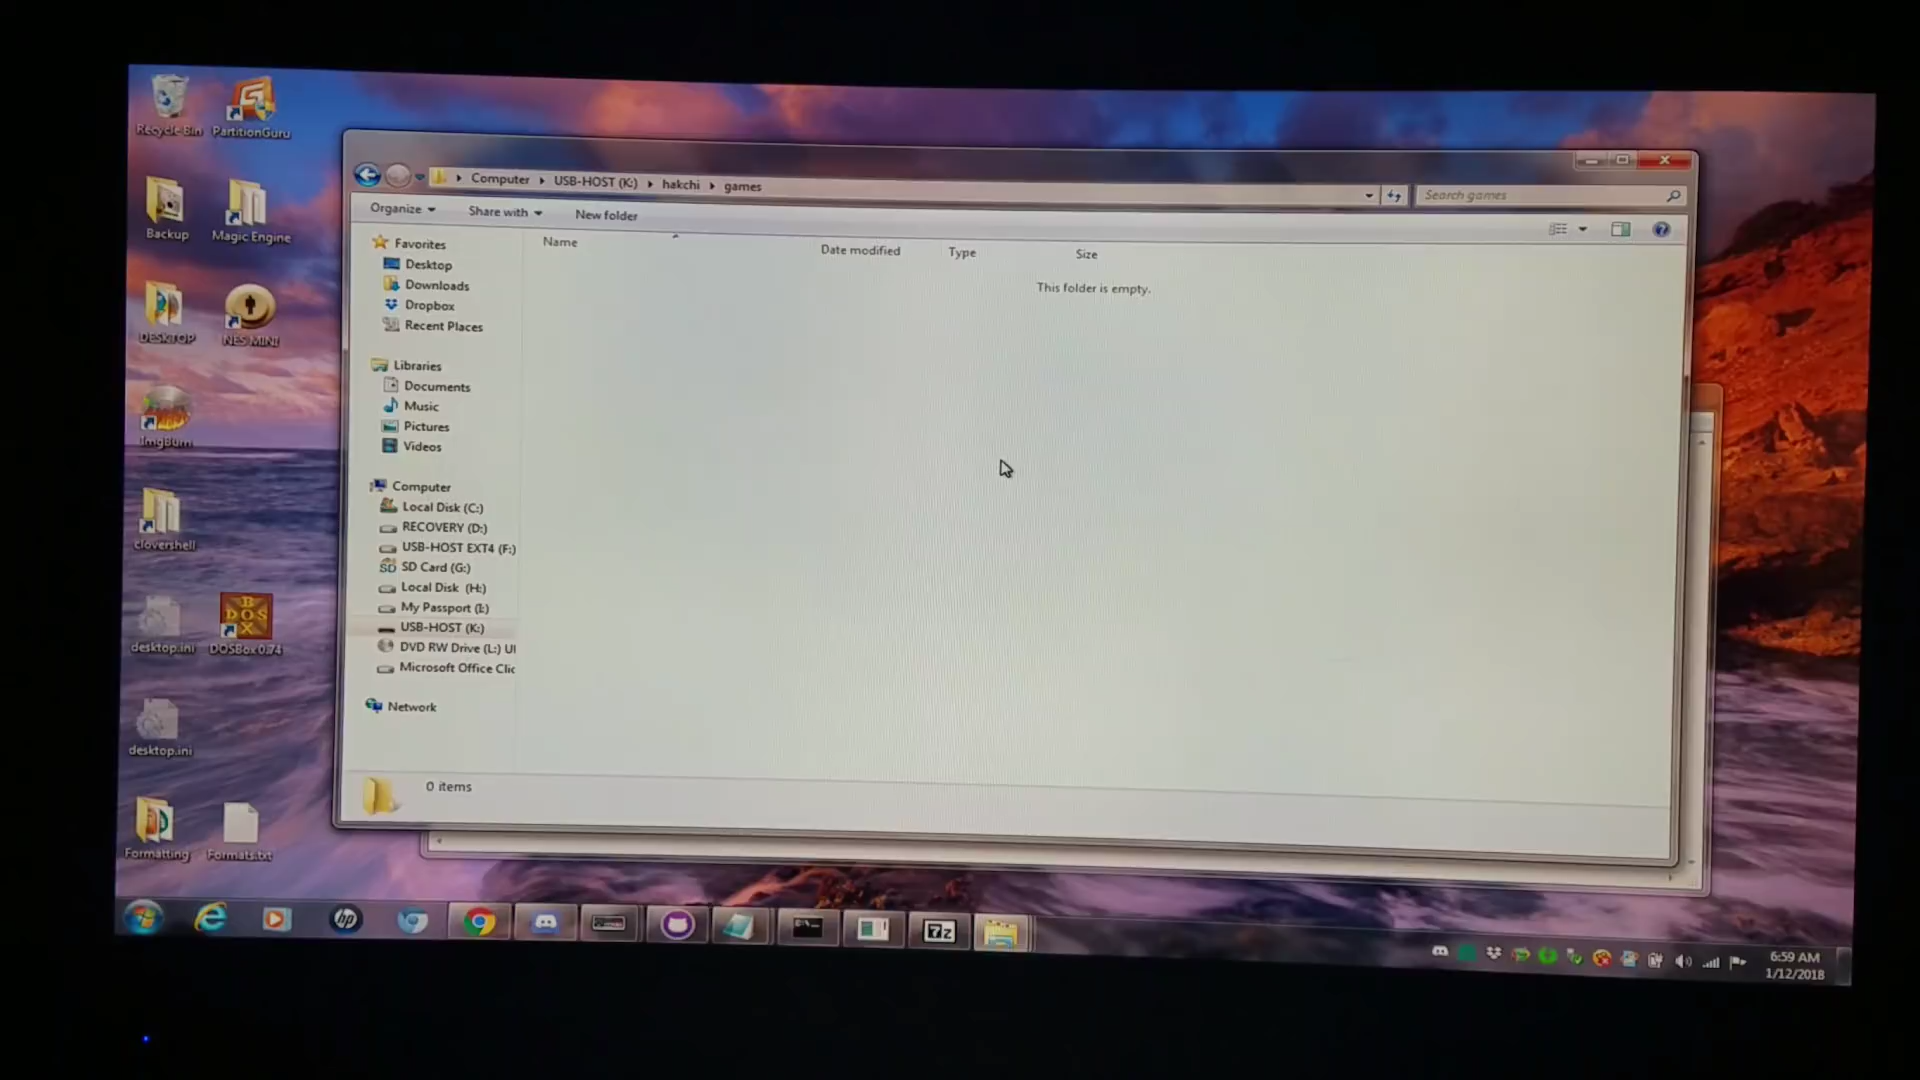 Recycle Bin
PartitionGuru
Backup
Magic Engine
DESKTOP
NES MINI
ImgBurn
clovershell
desktop.ini
DOSBox 0.74
desktop.ini
Formatting
Formats.txt
Computer
USB-HOST (K:)
hakchi
games
Search games
Organize
Share with
New folder
Name
Date modified
Type
Size
This folder is empty.
Favorites
Desktop
Downloads
Dropbox
Recent Places
Libraries
Documents
Music
Pictures
Videos
Computer
Local Disk (C:)
RECOVERY (D:)
USB-HOST EXT4 (F:)
SD Card (G:)
Local Disk (H:)
My Passport (I:)
USB-HOST (K:)
DVD RW Drive (L:) UI
Microsoft Office Clic
Network
0 items
hp
7z
6:59 AM
1/12/2018